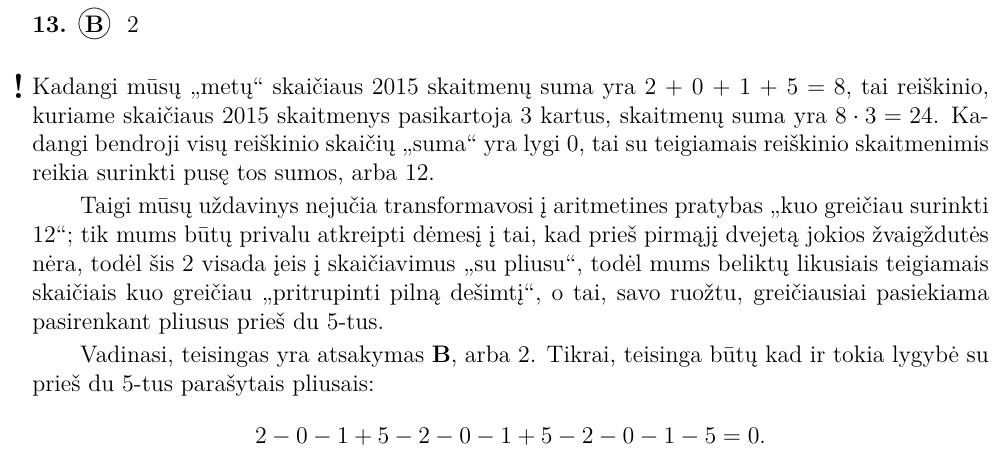 13. B 2
! Kadangi mūsų „metų“ skaičiaus 2015 skaitmenų suma yra 2 + 0 + 1 + 5 = 8, tai reiškinio,
kuriame skaičiaus 2015 skaitmenys pasikartoja 3 kartus, skaitmenų suma yra 8 · 3 = 24. Ka-
dangi bendroji visų reiškinio skaičių „suma“ yra lygi 0, tai su teigiamais reiškinio skaitmenimis
reikia surinkti pusę tos sumos, arba 12.
Taigi mūsų uždavinys nejučia transformavosi į aritmetines pratybas „kuo greičiau surinkti
12“; tik mums būtų privalu atkreipti dėmesį į tai, kad prieš pirmąjį dvejetą jokios žvaigždutės
nėra, todėl šis 2 visada įeis į skaičiavimus „su pliusu“, todėl mums beliktų likusiais teigiamais
skaičiais kuo greičiau „pritrupinti pilną dešimtį“, o tai, savo ruožtu, greičiausiai pasiekiama
pasirenkant pliusus prieš du 5-tus.
Vadinasi, teisingas yra atsakymas B, arba 2. Tikrai, teisinga būtų kad ir tokia lygybė su
prieš du 5-tus parašytais pliusais:
2 − 0 − 1 + 5 − 2 − 0 − 1 + 5 − 2 − 0 − 1 − 5 = 0.